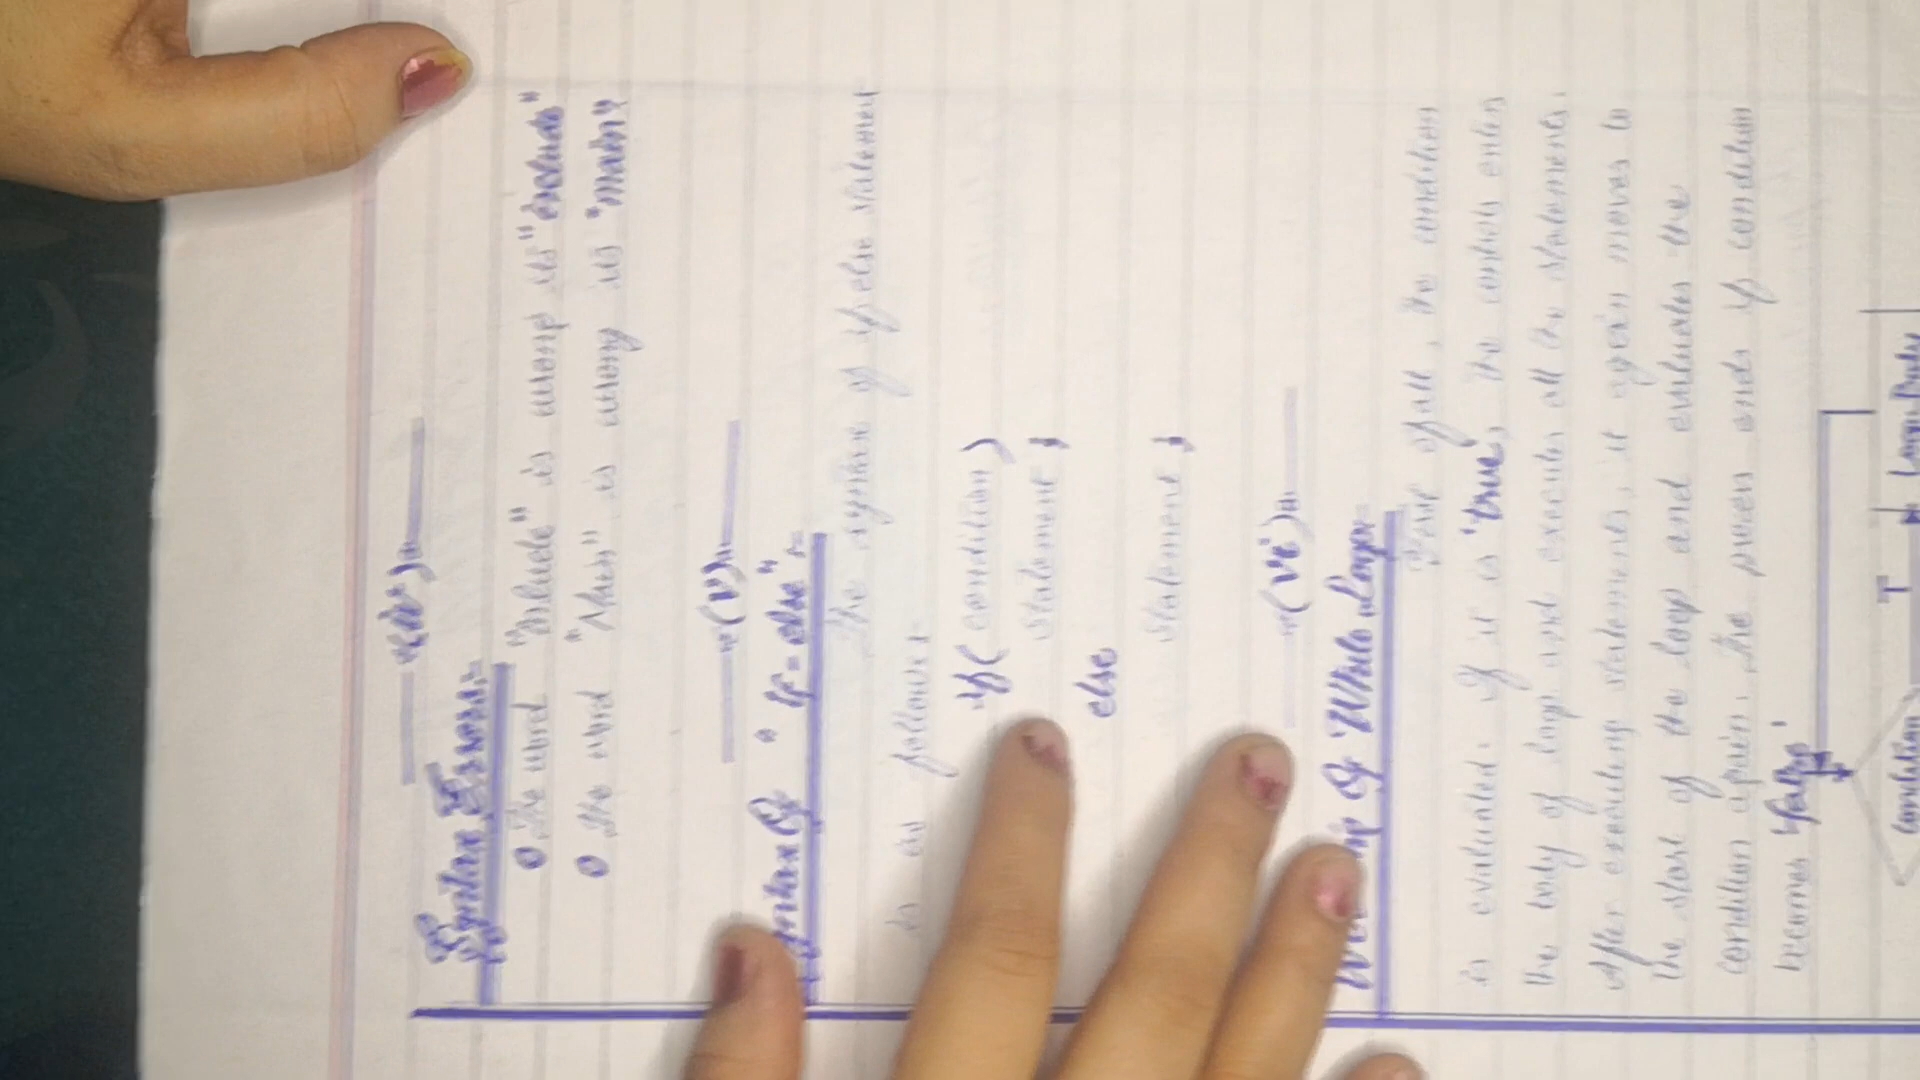 "(iv)"
Syntax Errors:-
The word "Inlude" is wrong its "include"
The word "Mass" is wrong its "main"
"(v)"
Syntax Of "if-else":-
The syntax of if else statement
is as follows:
if (condition)
statement;
else
statement;
"(vi)"
Of While Loop:-
First of all, the condition
is evaluated. If it is "true", the control enters
the body of loop and executes all the statements.
After executing statements, it again moves to
the start of the loop and evaluates the
condition again. The process ends if condition
becomes 'false'
Condition T Loop Body